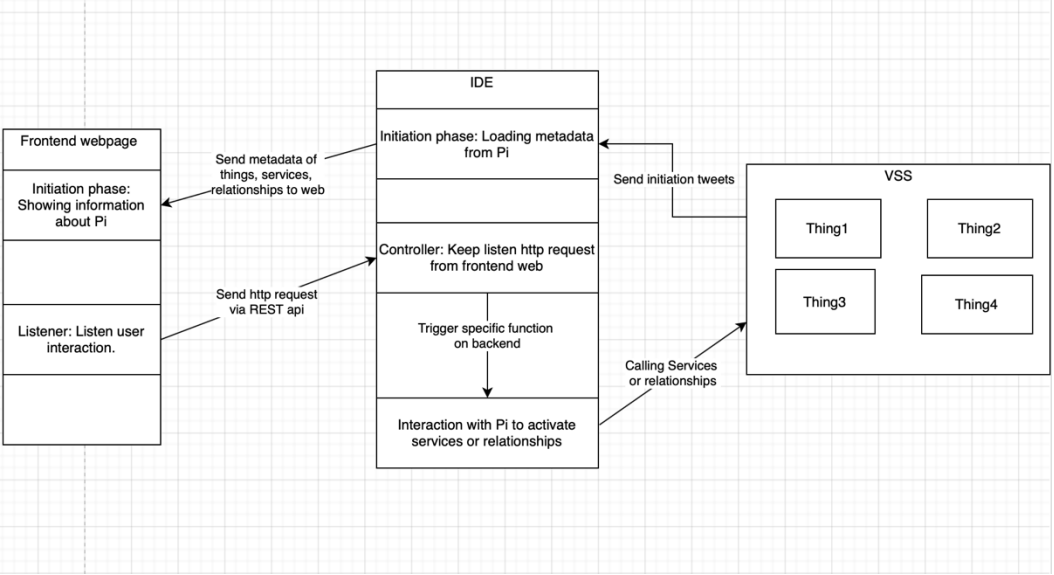 Frontend webpage
Initiation phase:
Showing information
about Pi
Listener: Listen user
interaction.
Send metadata of
things, services,
relationships to web
Send http request
via REST api
IDE
Initiation phase: Loading metadata
from Pi
Controller: Keep listen http request
from frontend web
Trigger specific function
on backend
Interaction with Pi to activate
services or relationships
Send initiation tweets
Calling Services
or relationships
VSS
Thing1
Thing2
Thing3
Thing4